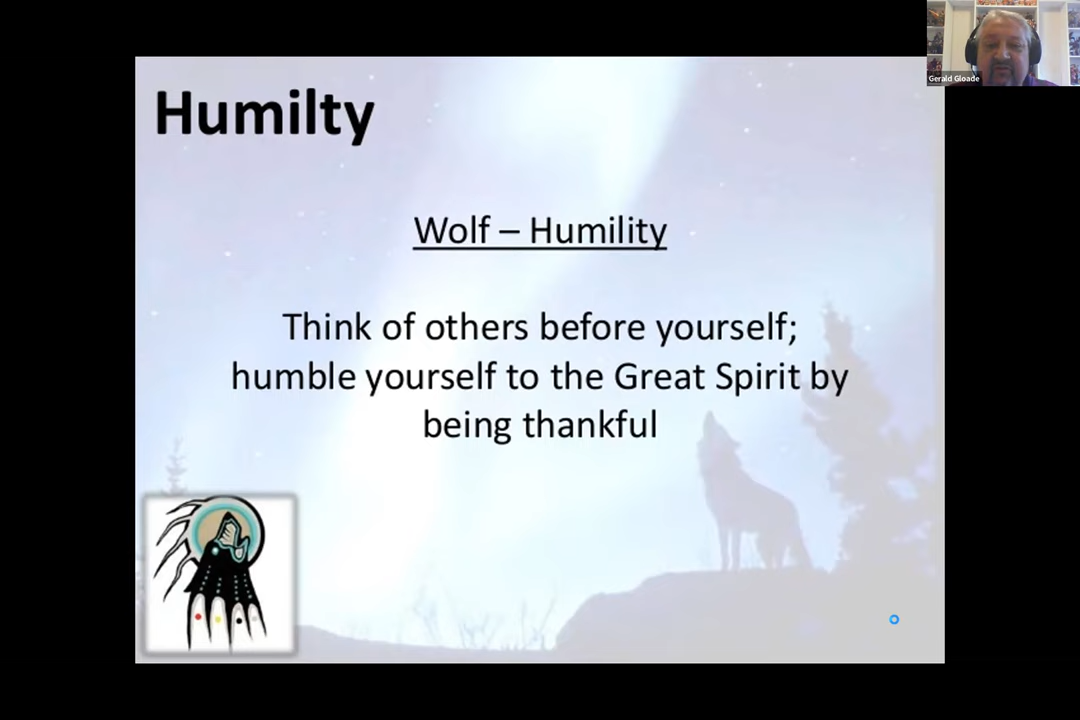 Gerald Gloade
Humilty
Wolf – Humility
Think of others before yourself;
humble yourself to the Great Spirit by
being thankful